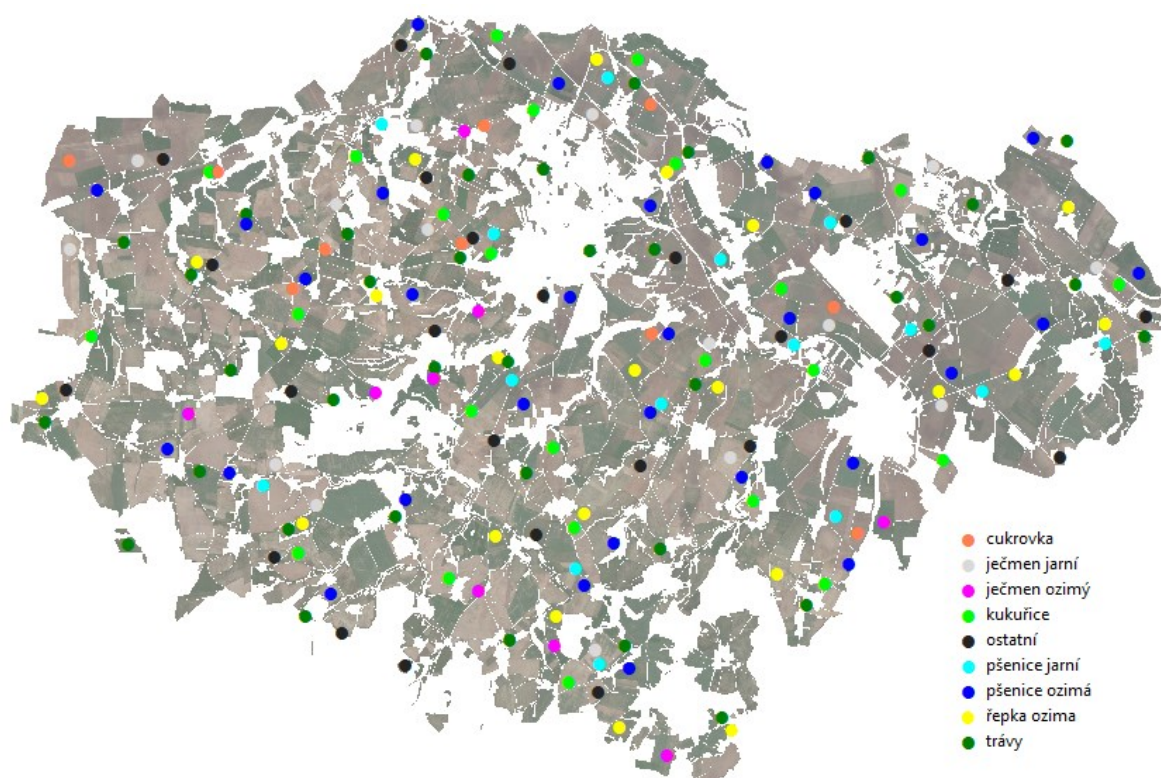 cukrovka
ječmen jarní
ječmen ozimý
kukuřice
ostatní
pšenice jarní
pšenice ozimá
řepka ozima
trávy